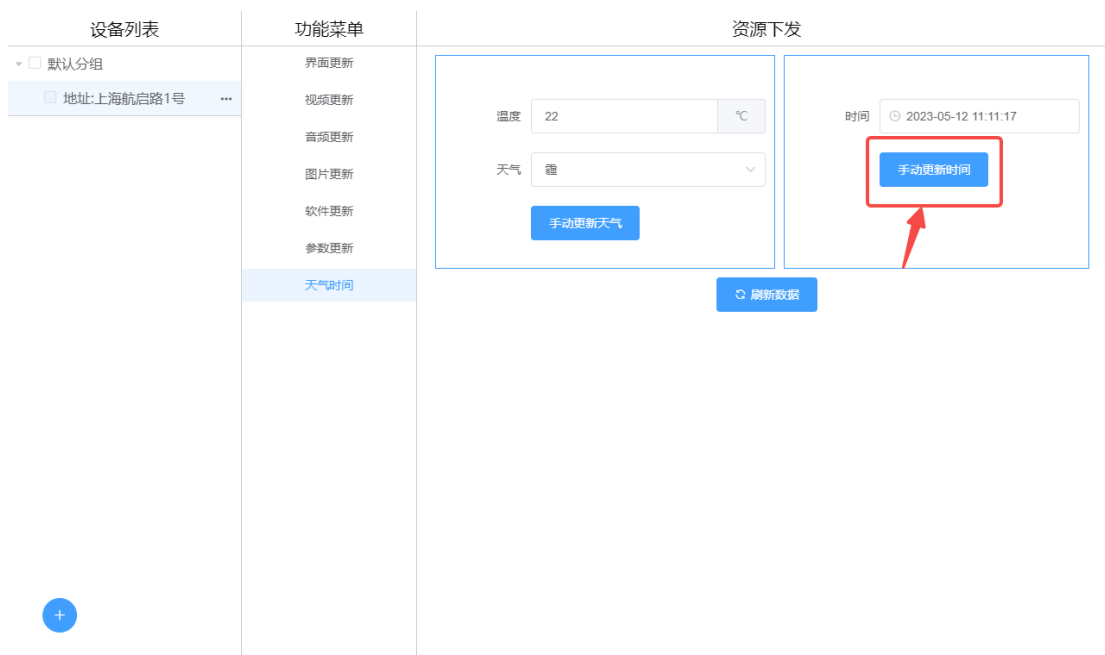 设备列表
功能菜单
资源下发
默认分组
地址:上海航启路1号 ···
界面更新
视频更新
音频更新
图片更新
软件更新
参数更新
天气时间
温度 22 ℃
天气 霾
手动更新天气
时间 2023-05-12 11:11:17
手动更新时间
刷新数据